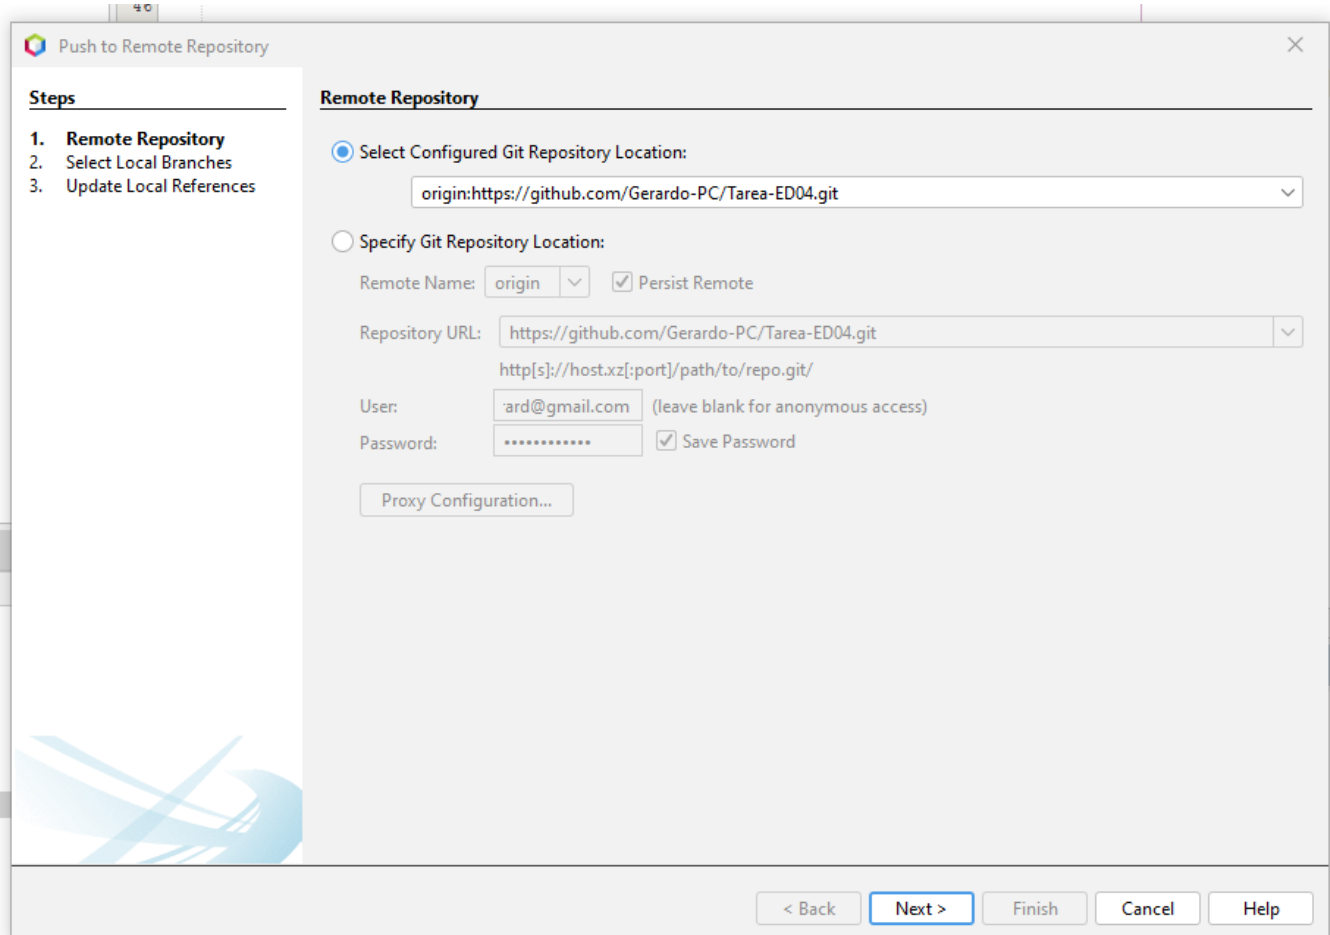 46
Push to Remote Repository
Steps
1. Remote Repository
2. Select Local Branches
3. Update Local References
Remote Repository
Select Configured Git Repository Location:
origin:https://github.com/Gerardo-PC/Tarea-ED04.git
Specify Git Repository Location:
Remote Name: origin Persist Remote
Repository URL: https://github.com/Gerardo-PC/Tarea-ED04.git
http[s]://host.xz[:port]/path/to/repo.git/
User: ard@gmail.com (leave blank for anonymous access)
Password: •••••••••••• Save Password
Proxy Configuration...
< Back Next > Finish Cancel Help